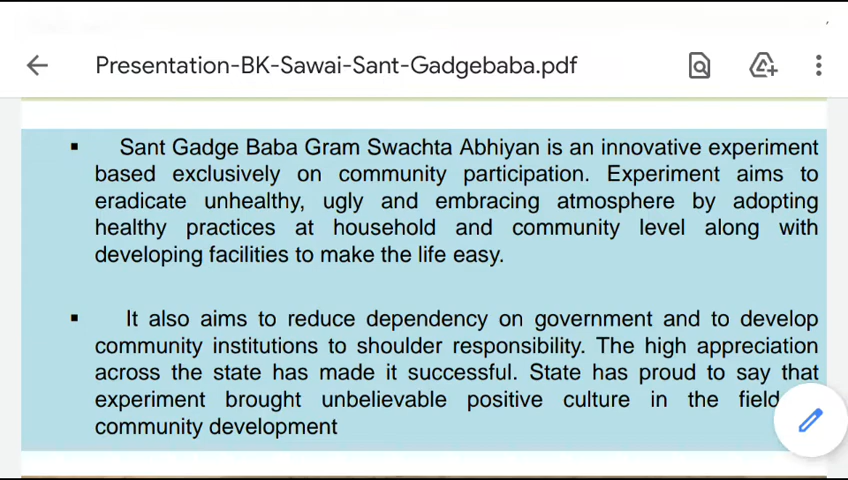 Presentation-BK-Sawai-Sant-Gadgebaba.pdf
▪ Sant Gadge Baba Gram Swachta Abhiyan is an innovative experiment
based exclusively on community participation. Experiment aims to
eradicate unhealthy, ugly and embracing atmosphere by adopting
healthy practices at household and community level along with
developing facilities to make the life easy.
▪ It also aims to reduce dependency on government and to develop
community institutions to shoulder responsibility. The high appreciation
across the state has made it successful. State has proud to say that
experiment brought unbelievable positive culture in the field
community development